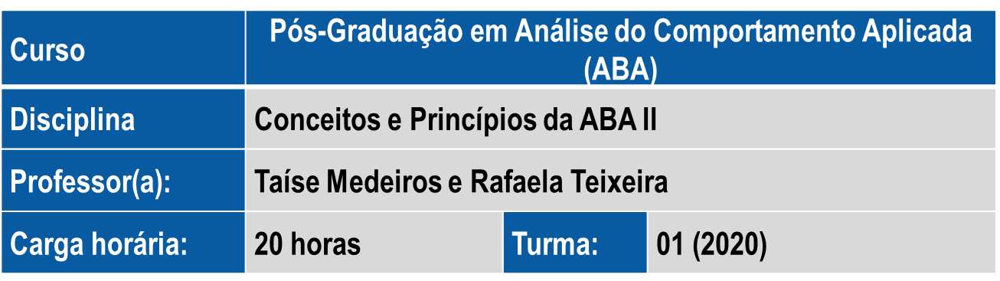 Curso
Pós-Graduação em Análise do Comportamento Aplicada
(ABA)
Disciplina
Conceitos e Princípios da ABA II
Professor(a):
Taíse Medeiros e Rafaela Teixeira
Carga horária:
20 horas
Turma:
01 (2020)